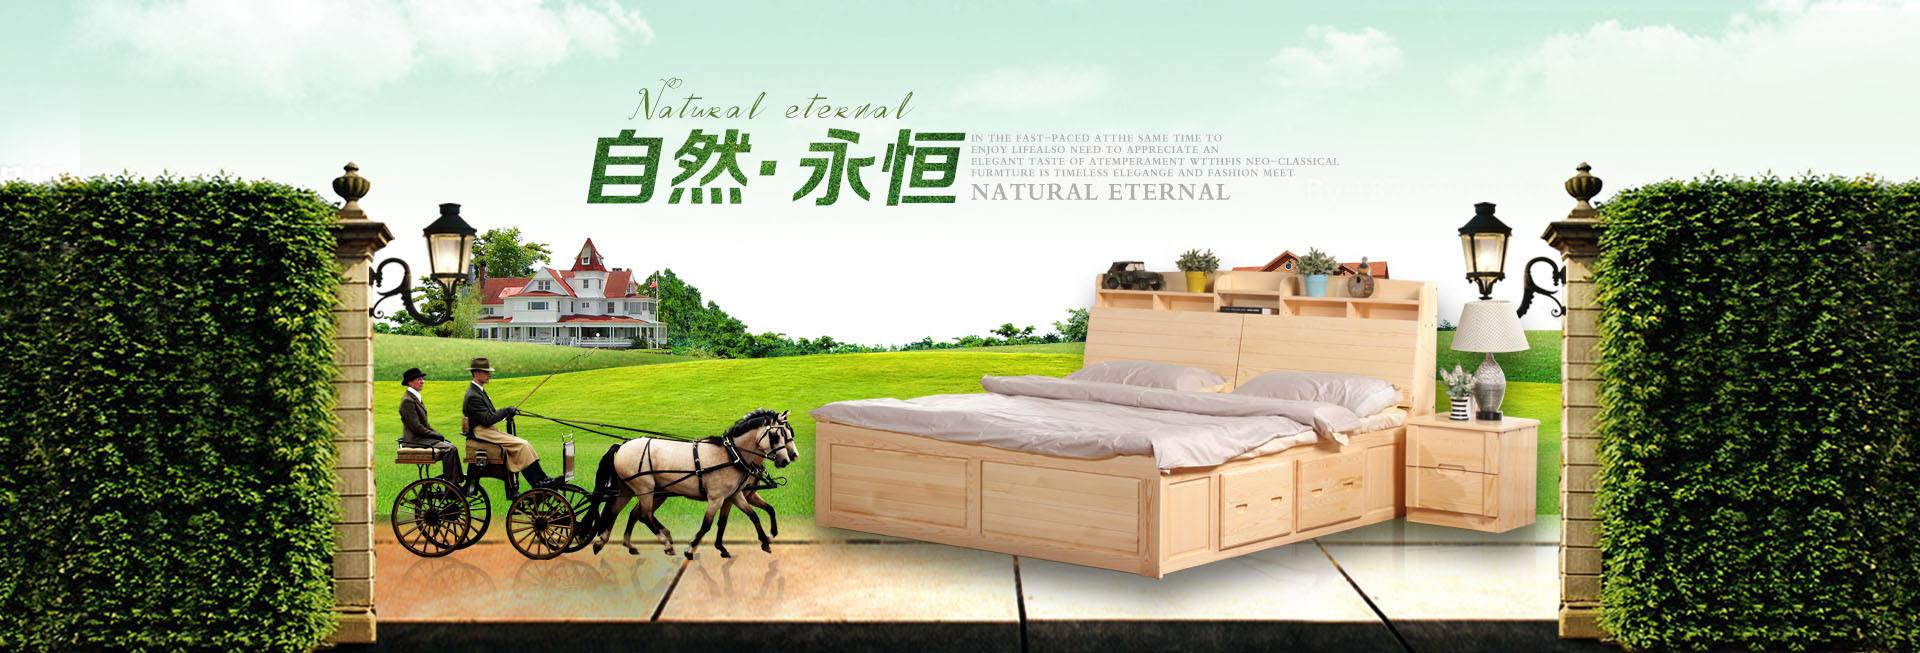 Natural eternal
自然·永恒
IN THE FAST-PACED ATTHE SAME TIME TO
ENJOY LIFEALSO NEED TO APPRECIATE AN
ELEGANT TASTE OF ATEMPERAMENT WTTHFIS NEO-CLASSICAL
FURMTURE IS TIMELESS ELEGANGE AND FASHION MEET
NATURAL ETERNAL